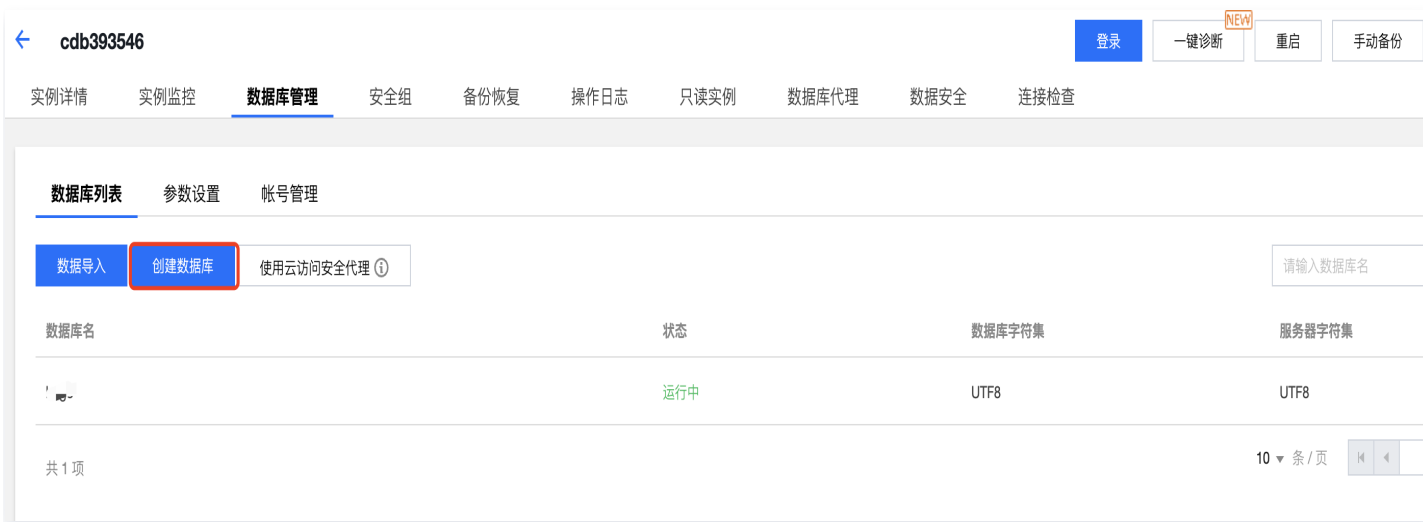 cdb393546
登录 一键诊断 NEW 重启 手动备份
实例详情 实例监控 数据库管理 安全组 备份恢复 操作日志 只读实例 数据库代理 数据安全 连接检查
数据库列表 参数设置 帐号管理
数据导入 创建数据库 使用云访问安全代理 请输入数据库名
数据库名 状态 数据库字符集 服务器字符集
运行中 UTF8 UTF8
共 1 项 10 条 / 页